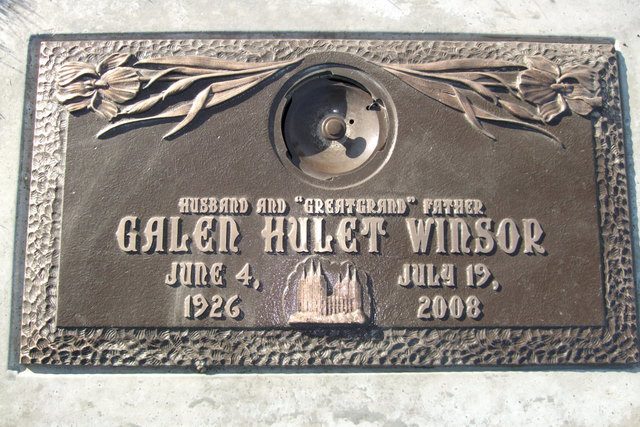 HUSBAND AND "GREATGRAND" FATHER
GALEN HULET WINSOR
JUNE 4, 1926
JULY 19, 2008